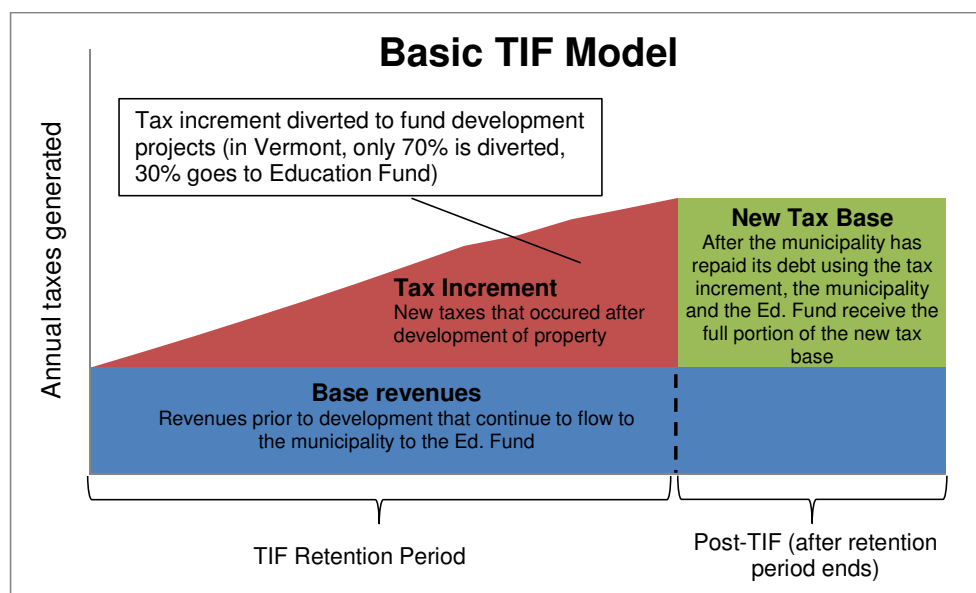 Basic TIF Model
Annual taxes generated
Tax increment diverted to fund development
projects (in Vermont, only 70% is diverted,
30% goes to Education Fund)
Tax Increment
New taxes that occured after
development of property
New Tax Base
After the municipality has
repaid its debt using the tax
increment, the municipality
and the Ed. Fund receive the
full portion of the new tax
base
Base revenues
Revenues prior to development that continue to flow to
the municipality to the Ed. Fund
TIF Retention Period
Post-TIF (after retention
period ends)